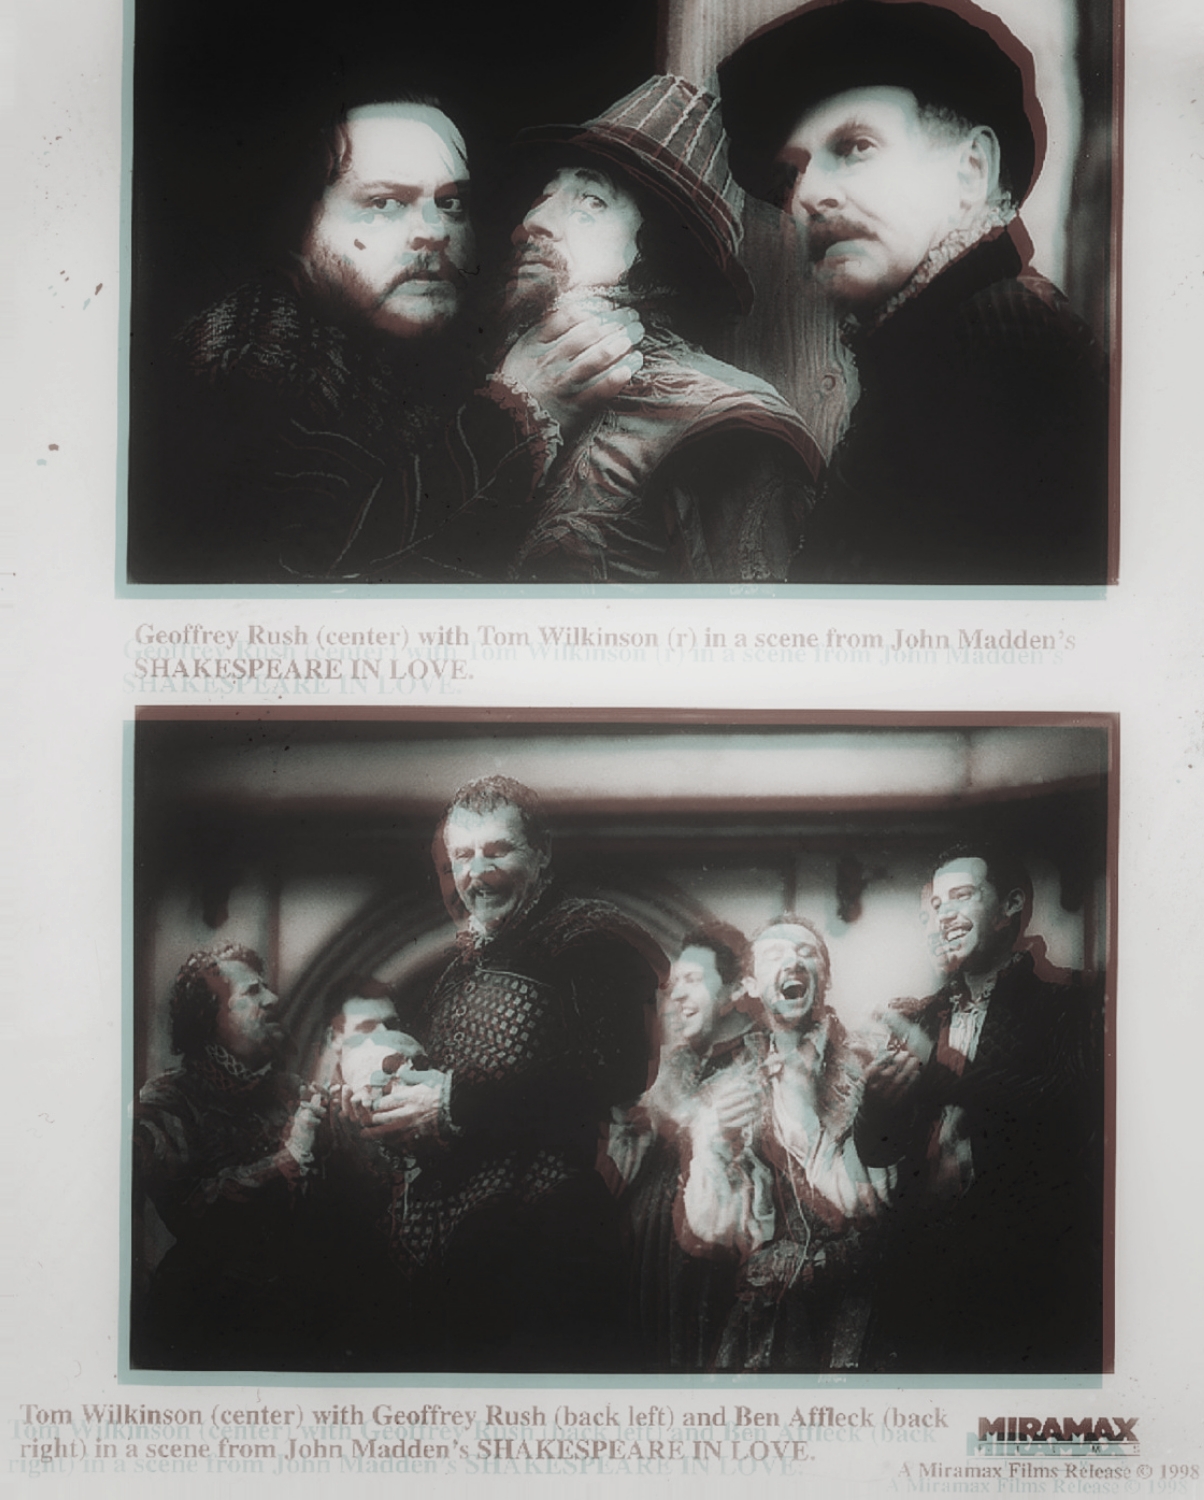 Geoffrey Rush (center) with Tom Wilkinson (r) in a scene from John Madden's
SHAKESPEARE IN LOVE.
Tom Wilkinson (center) with Geoffrey Rush (back left) and Ben Affleck (back
right) in a scene from John Madden's SHAKESPEARE IN LOVE.
MIRAMAX
FILMS
A Miramax Films Release © 1998